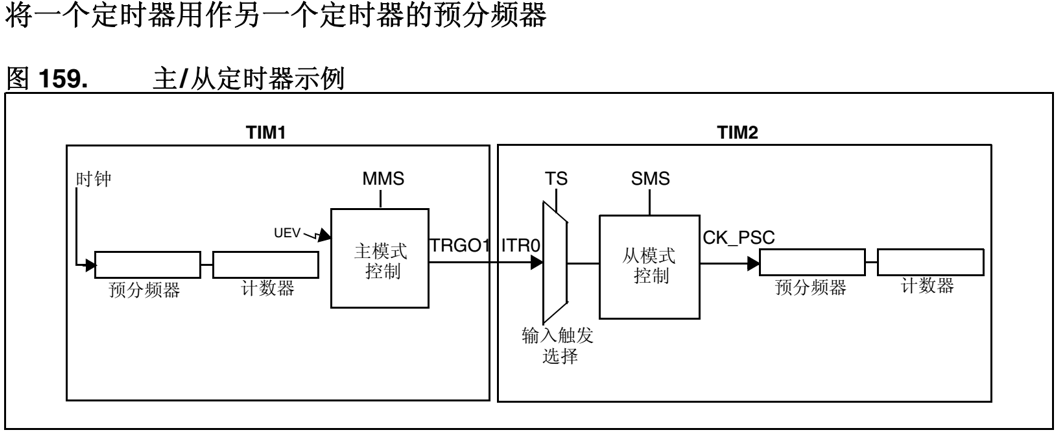 将一个定时器用作另一个定时器的预分频器
图 159. 主/从定时器示例
TIM1
TIM2
时钟
MMS
TS
SMS
UEV
主模式
控制
TRGO1
ITR0
从模式
控制
CK_PSC
预分频器
计数器
输入触发
选择
预分频器
计数器